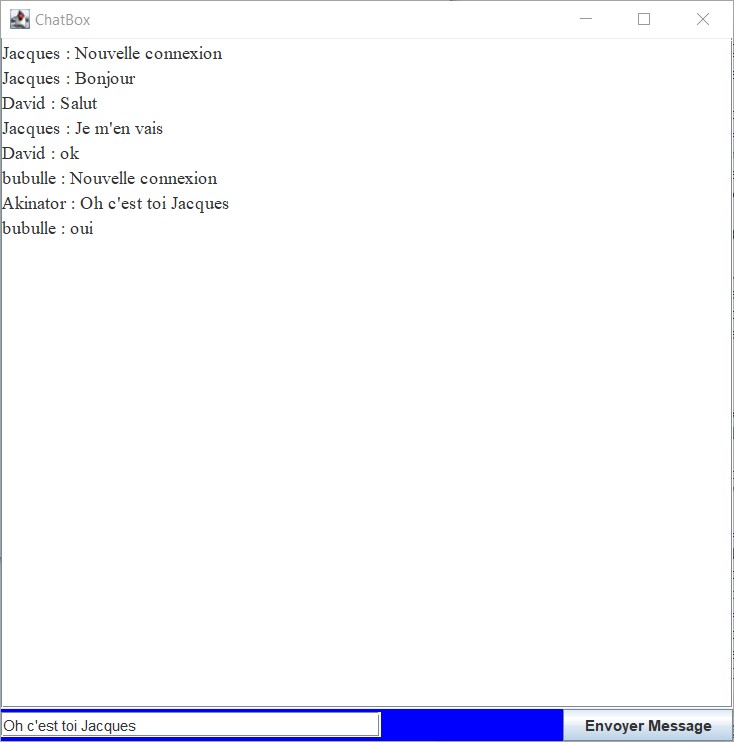 ChatBox
Jacques : Nouvelle connexion
Jacques : Bonjour
David : Salut
Jacques : Je m'en vais
David : ok
bubulle : Nouvelle connexion
Akinator : Oh c'est toi Jacques
bubulle : oui
Oh c'est toi Jacques
Envoyer Message